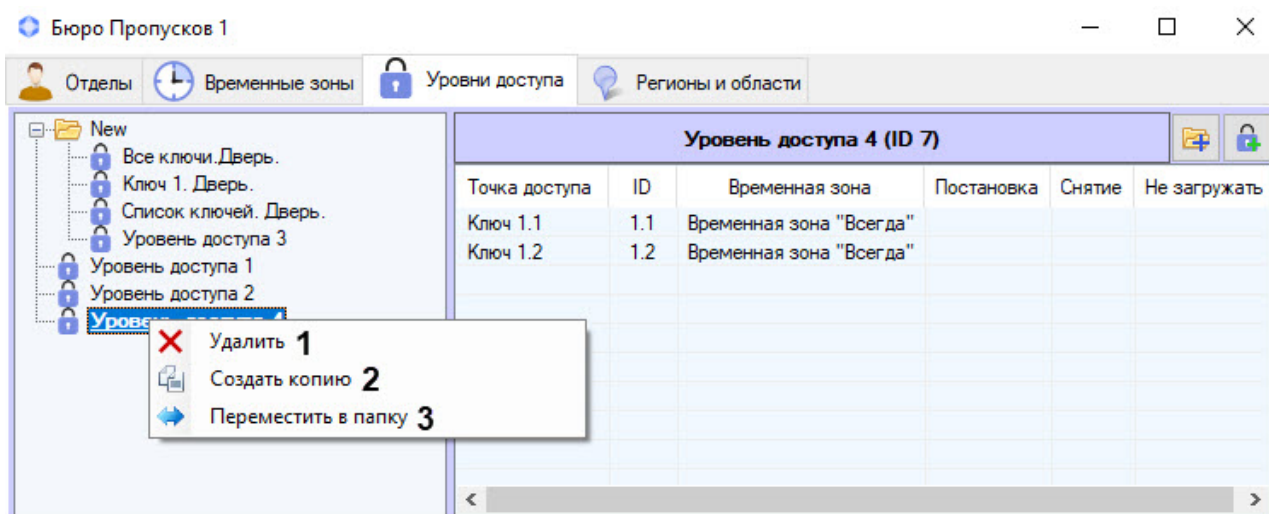 Бюро Пропусков 1
Отделы Временные зоны Уровни доступа Регионы и области
New
Все ключи.Дверь.
Ключ 1. Дверь.
Список ключей. Дверь.
Уровень доступа 3
Уровень доступа 1
Уровень доступа 2
Удалить 1
Создать копию 2
Переместить в папку 3
Уровень доступа 4 (ID 7)
Точка доступа ID Временная зона Постановка Снятие Не загружать
Ключ 1.1 1.1 Временная зона "Всегда"
Ключ 1.2 1.2 Временная зона "Всегда"